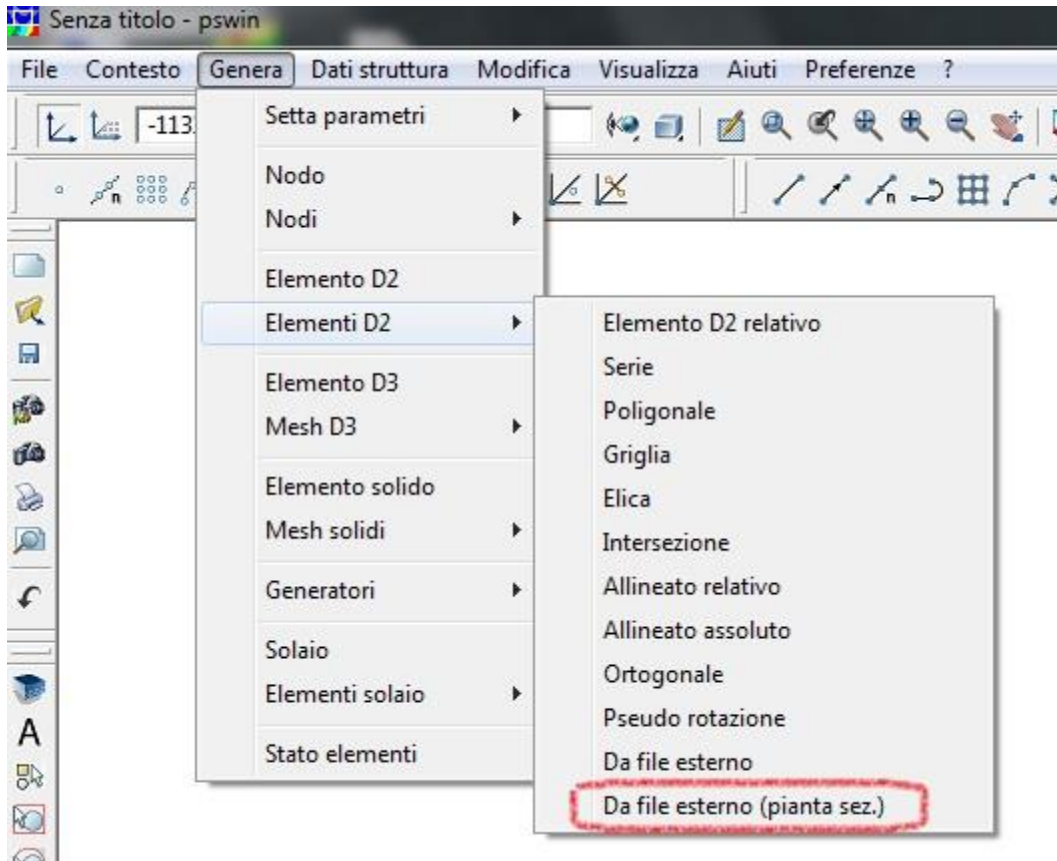 Senza titolo - pswin
File Contesto Genera Dati struttura Modifica Visualizza Aiuti Preferenze ?
-113
Setta parametri
Nodo
Nodi
n
n
Elemento D2
Elementi D2
Elemento D3
Mesh D3
Elemento solido
Mesh solidi
Generatori
Solaio
Elementi solaio
Stato elementi
Elemento D2 relativo
Serie
Poligonale
Griglia
Elica
Intersezione
Allineato relativo
Allineato assoluto
Ortogonale
Pseudo rotazione
Da file esterno
Da file esterno (pianta sez.)
A